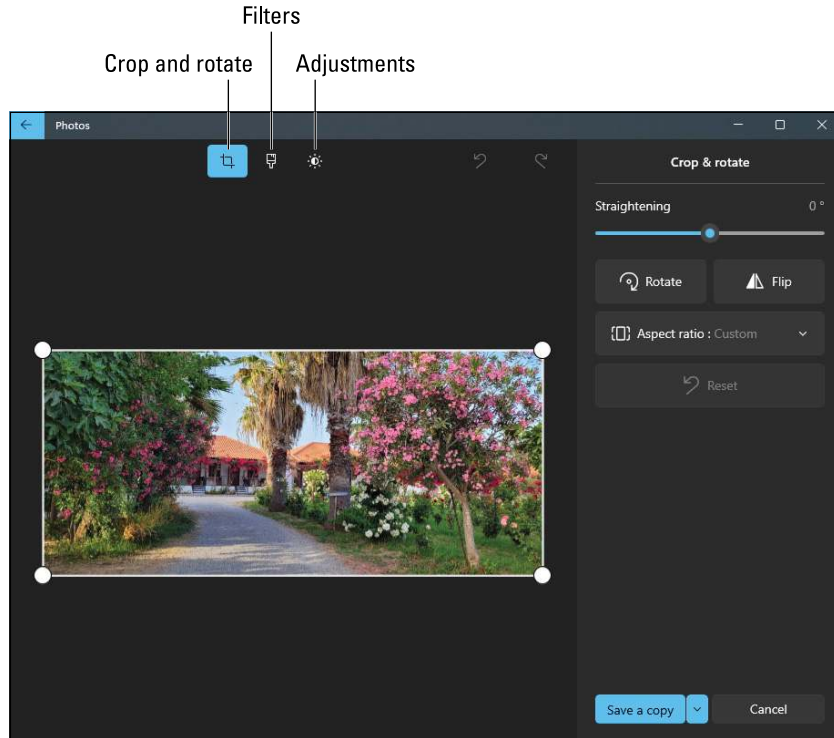 Filters
Crop and rotate Adjustments
Photos
Crop & rotate
Straightening 0 °
Rotate Flip
Aspect ratio : Custom
Reset
Save a copy Cancel